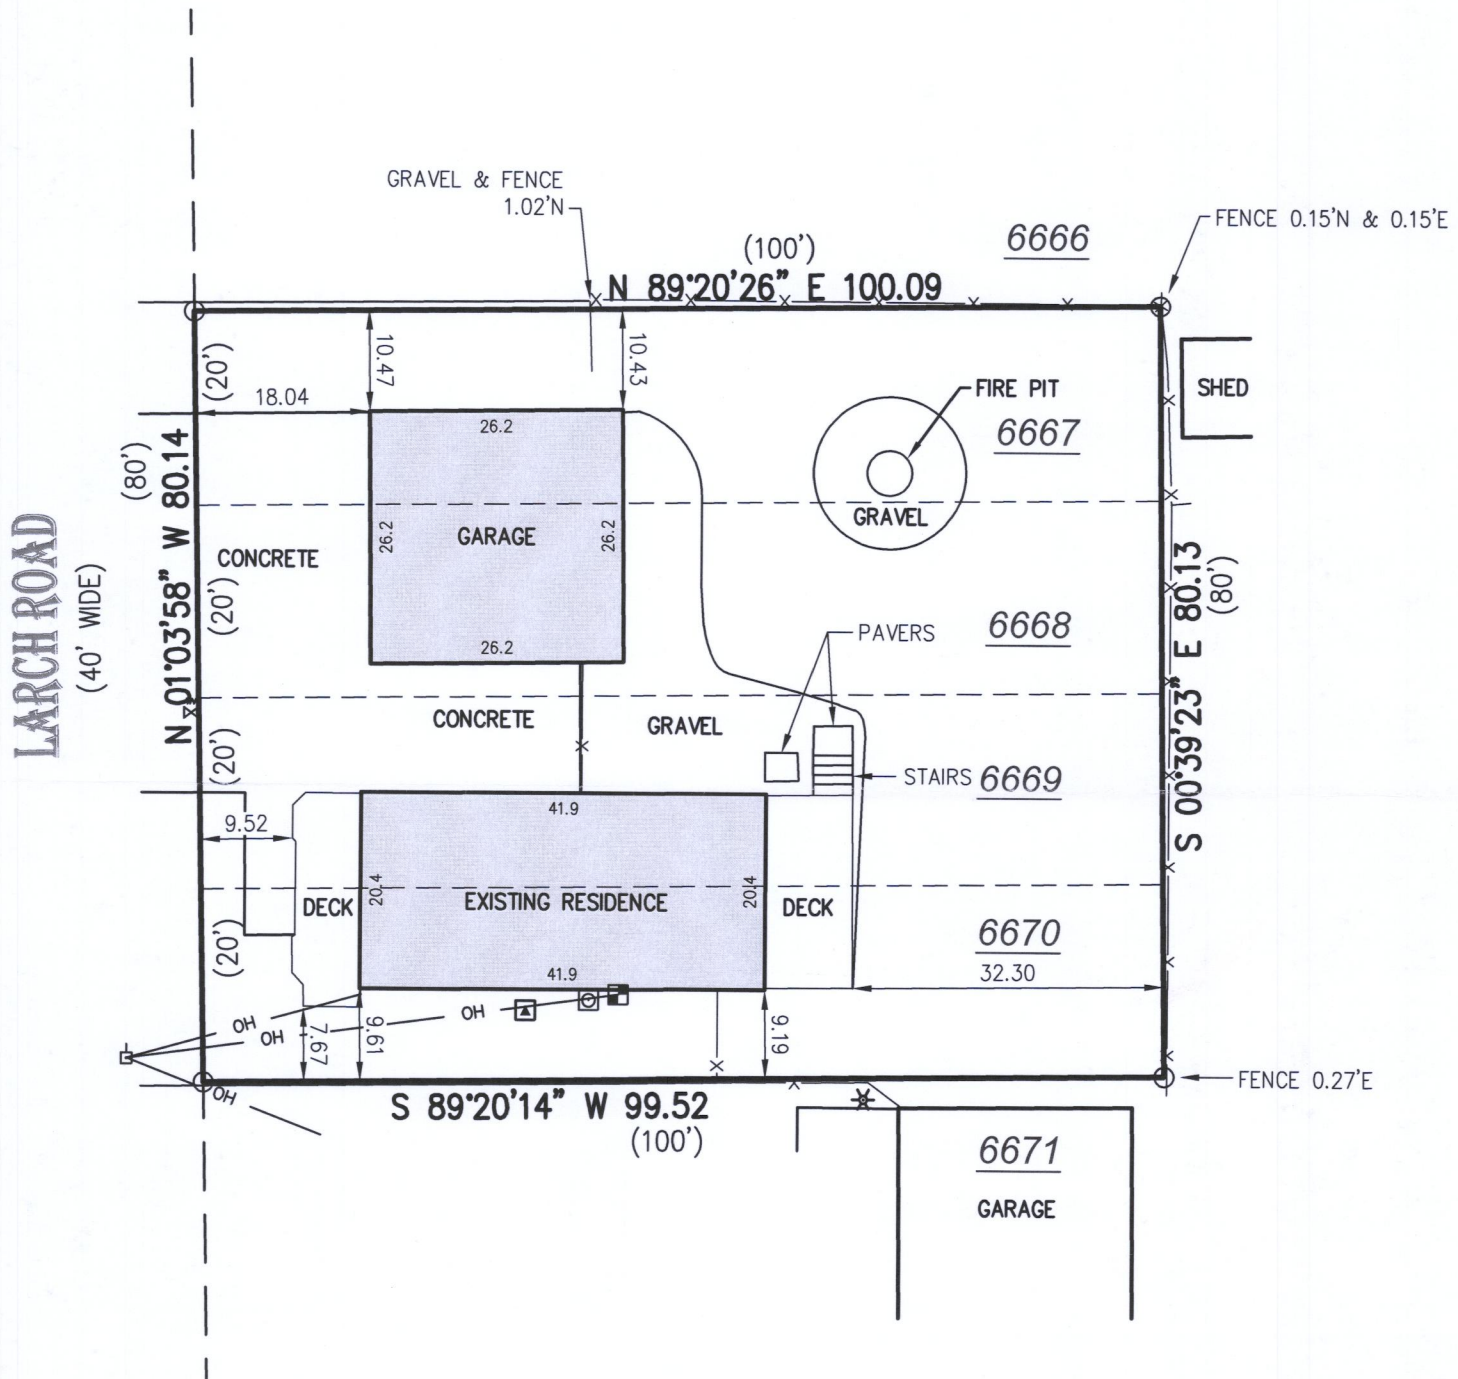 GRAVEL & FENCE
1.02'N
6666
FENCE 0.15'N & 0.15'E
(100')
N 89°20'26" E 100.09
(20')
10.47
10.43
SHED
FIRE PIT
18.04
26.2
6667
(80')
N 01°03'58" W 80.14
LARCH ROAD
(40' WIDE)
GRAVEL
CONCRETE
26.2
GARAGE
26.2
(20')
S 00°39'23" E 80.13
(80')
6668
PAVERS
26.2
CONCRETE
GRAVEL
(20')
STAIRS
6669
41.9
9.52
20.4
20.4
DECK
EXISTING RESIDENCE
DECK
(20')
6670
41.9
32.30
OH
OH
OH
7.67
9.61
9.19
OH
FENCE 0.27'E
S 89°20'14" W 99.52
(100')
6671
GARAGE